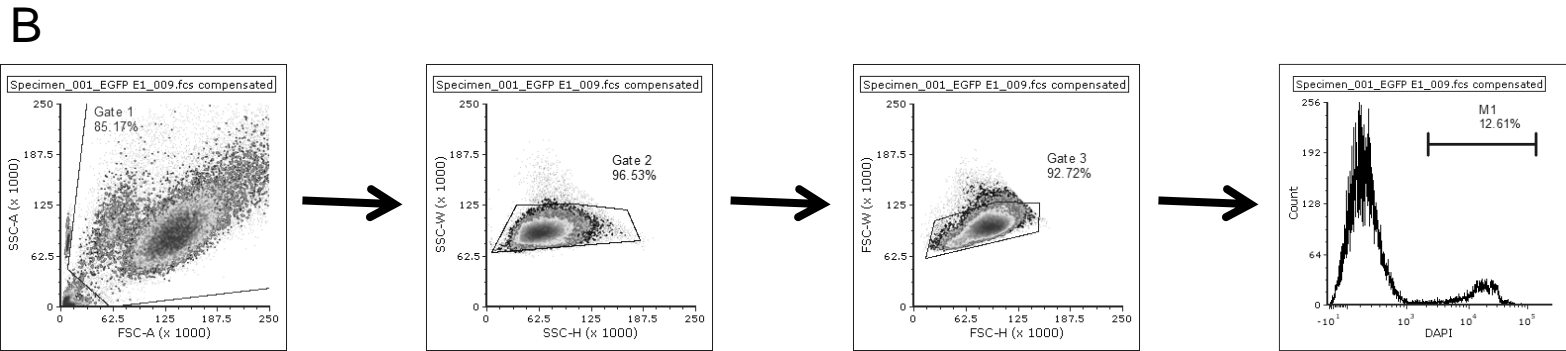 B
Specimen_001_EGFP E1_009.fcs compensated
Gate 1
85.17%
SSC-A (x 1000)
250
187.5
125
62.5
0
0 62.5 125 187.5 250
FSC-A (x 1000)
Specimen_001_EGFP E1_009.fcs compensated
Gate 2
96.53%
SSC-W (x 1000)
250
187.5
125
62.5
0
0 62.5 125 187.5 250
SSC-H (x 1000)
Specimen_001_EGFP E1_009.fcs compensated
Gate 3
92.72%
FSC-W (x 1000)
250
187.5
125
62.5
0
0 62.5 125 187.5 250
FSC-H (x 1000)
Specimen_001_EGFP E1_009.fcs compensated
M1
12.61%
Count
256
192
128
64
0
-10¹ 10³ 10⁴ 10⁵
DAPI